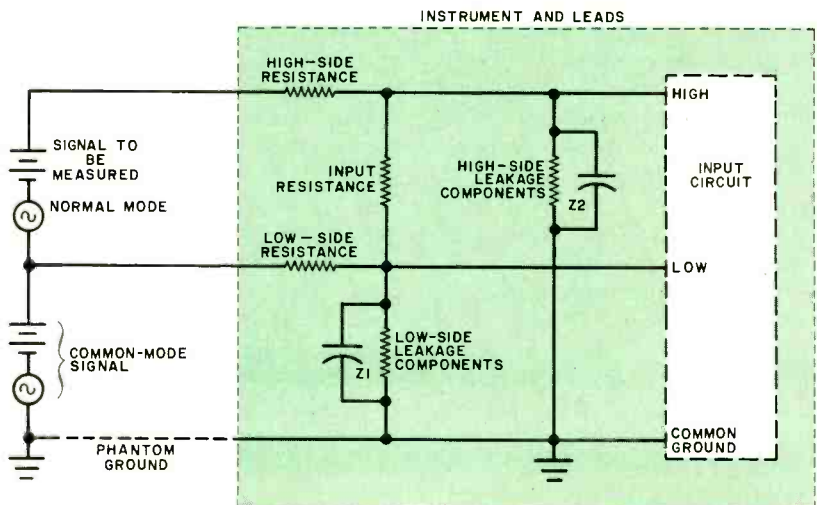 INSTRUMENT AND LEADS
HIGH-SIDE
RESISTANCE
HIGH
SIGNAL TO
BE
MEASURED
INPUT
RESISTANCE
HIGH-SIDE
LEAKAGE
COMPONENTS
Z2
INPUT
CIRCUIT
NORMAL MODE
LOW-SIDE
RESISTANCE
LOW
COMMON-MODE
SIGNAL
Z1
LOW-SIDE
LEAKAGE
COMPONENTS
PHANTOM
GROUND
COMMON
GROUND